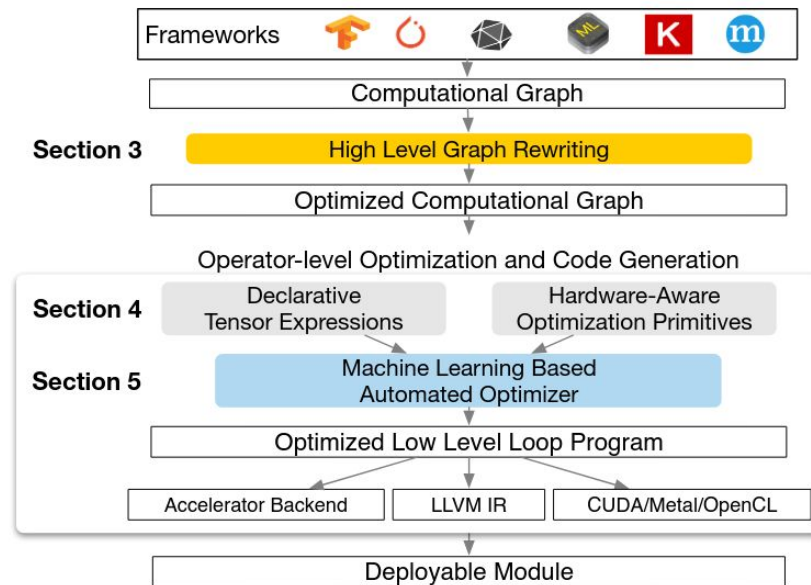 Frameworks
ML
K
m
Computational Graph
Section 3
High Level Graph Rewriting
Optimized Computational Graph
Operator-level Optimization and Code Generation
Section 4
Declarative
Tensor Expressions
Hardware-Aware
Optimization Primitives
Section 5
Machine Learning Based
Automated Optimizer
Optimized Low Level Loop Program
Accelerator Backend
LLVM IR
CUDA/Metal/OpenCL
Deployable Module